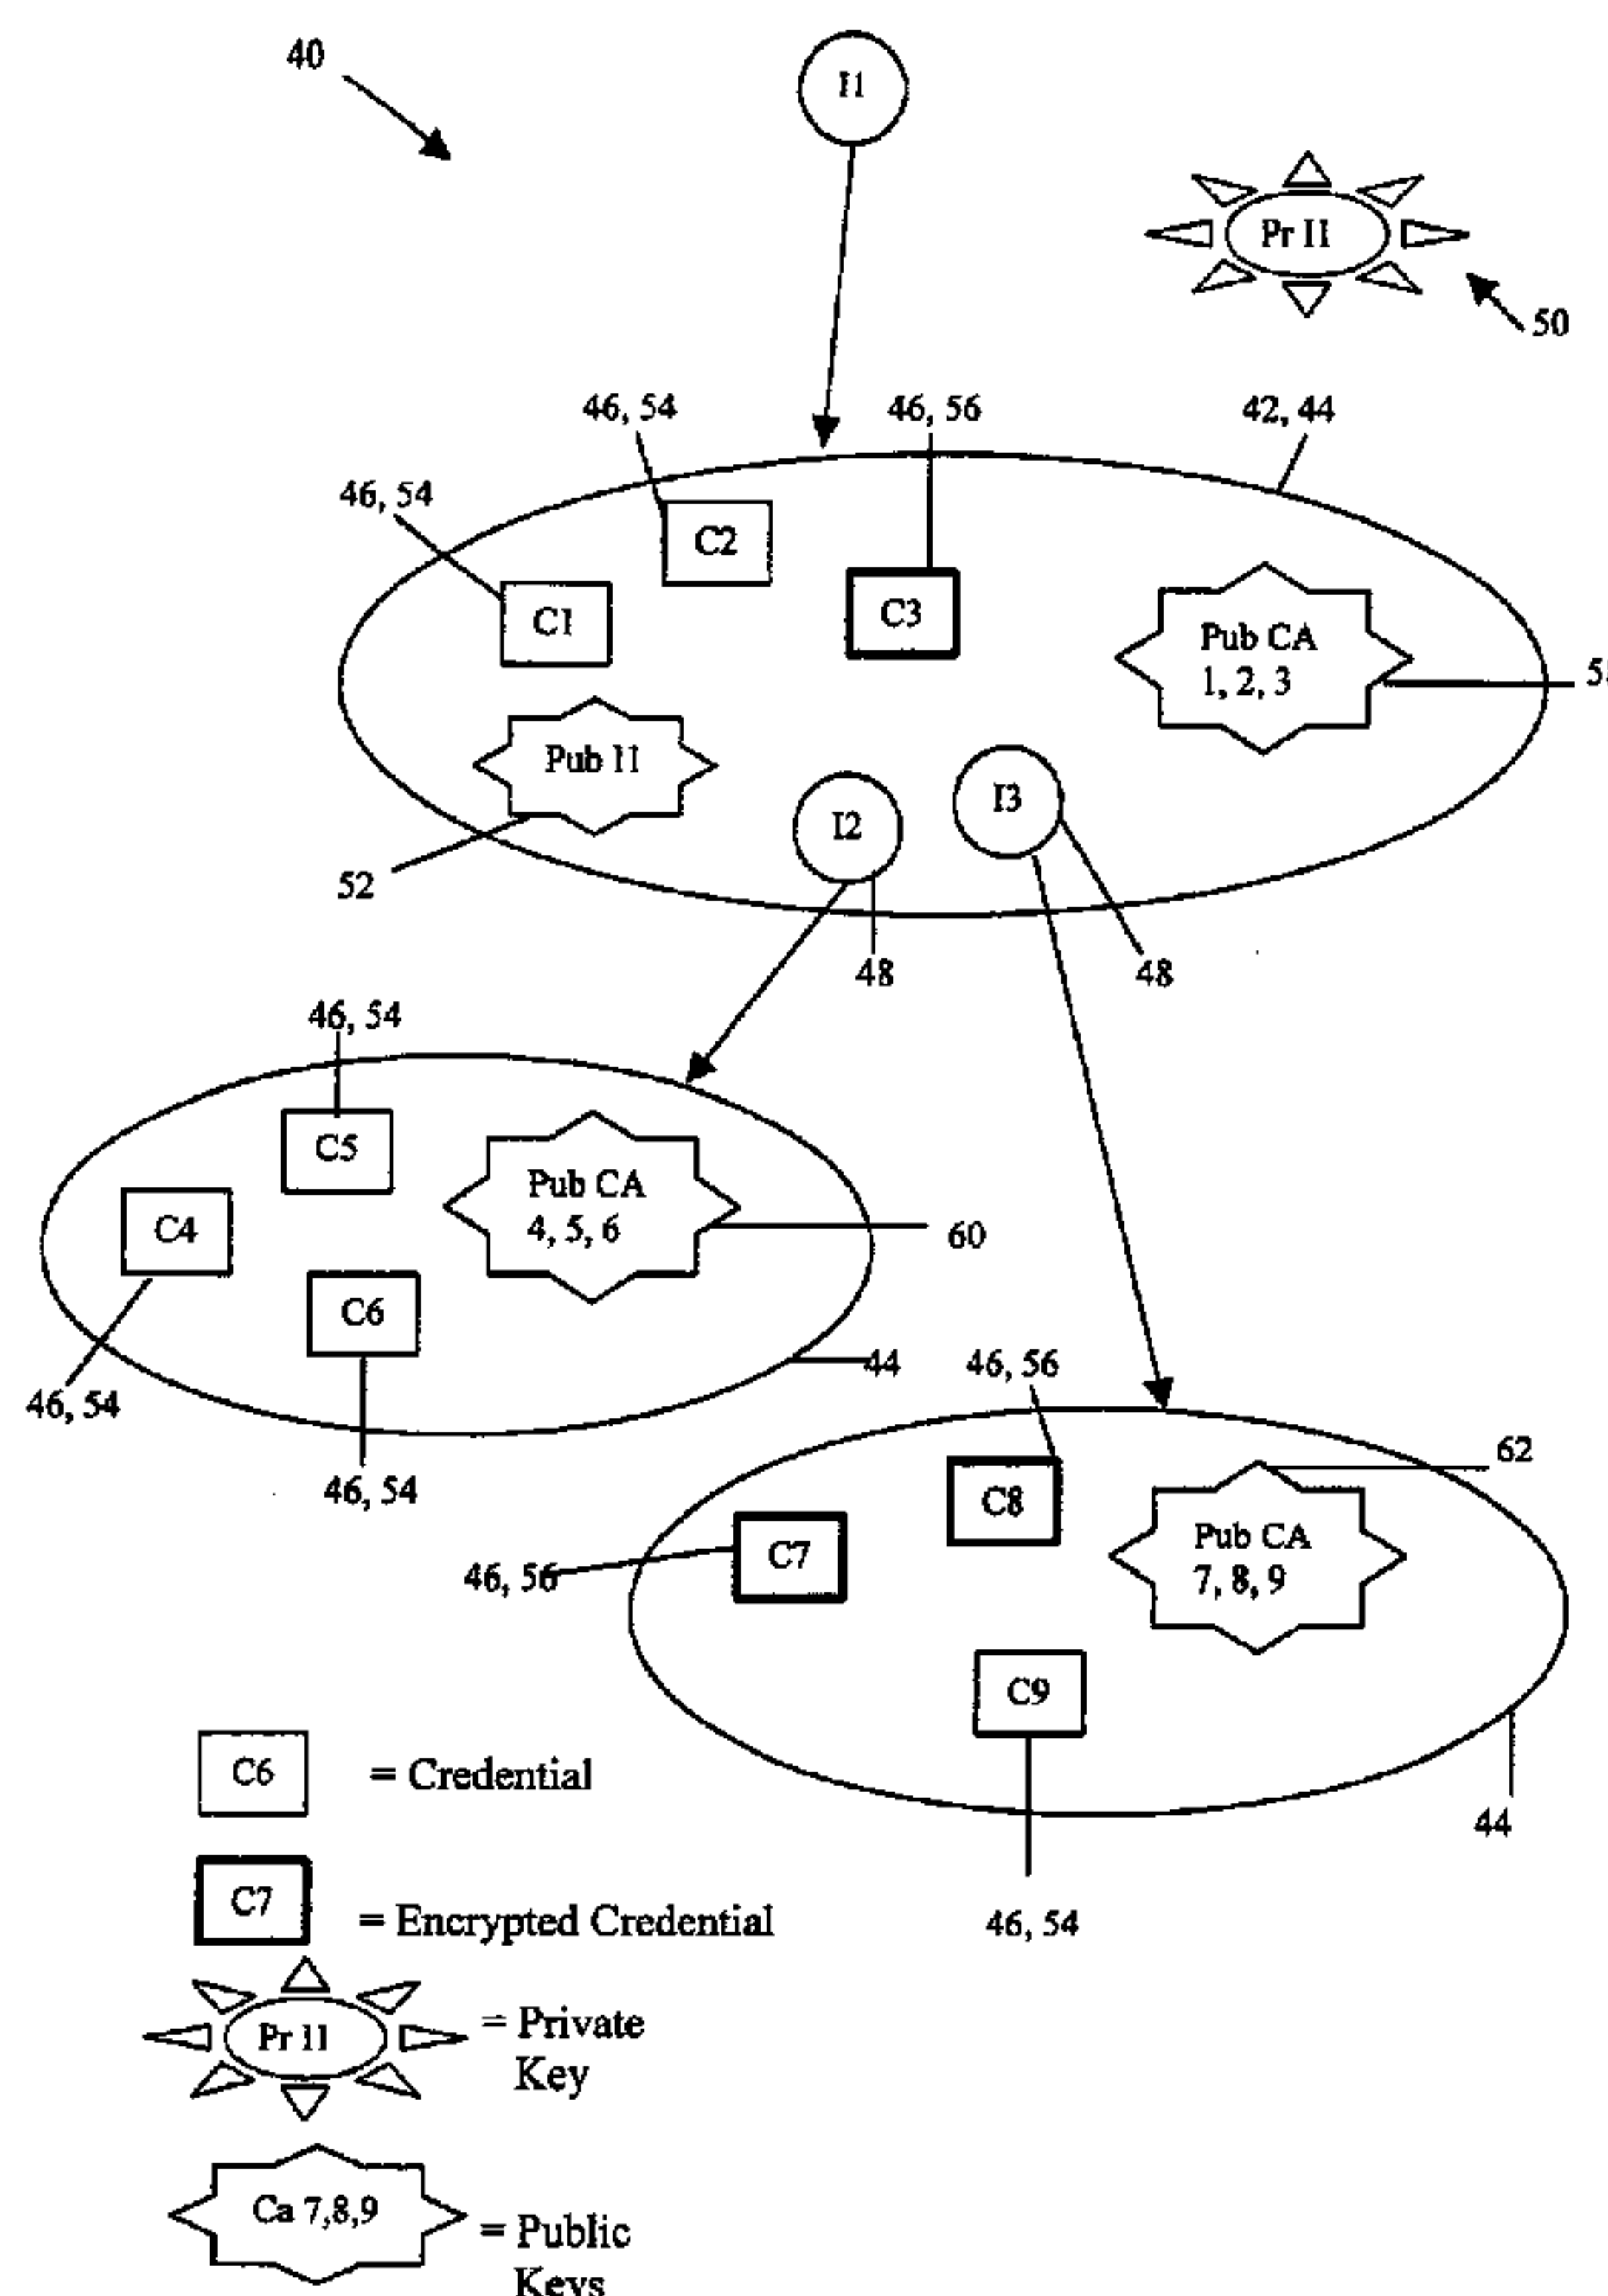 40
I1
Pr I1
50
46, 54
46, 56
42, 44
46, 54
C2
C1
C3
Pub CA
1, 2, 3
Pub I1
I2
I3
52
48
48
46, 54
C5
Pub CA
4, 5, 6
C4
60
C6
44
46, 56
46, 54
62
46, 54
C8
Pub CA
7, 8, 9
C7
46, 56
C9
C6
= Credential
44
C7
= Encrypted Credential
46, 54
Pr I1
= Private
Key
Ca 7,8,9
= Public
Keys